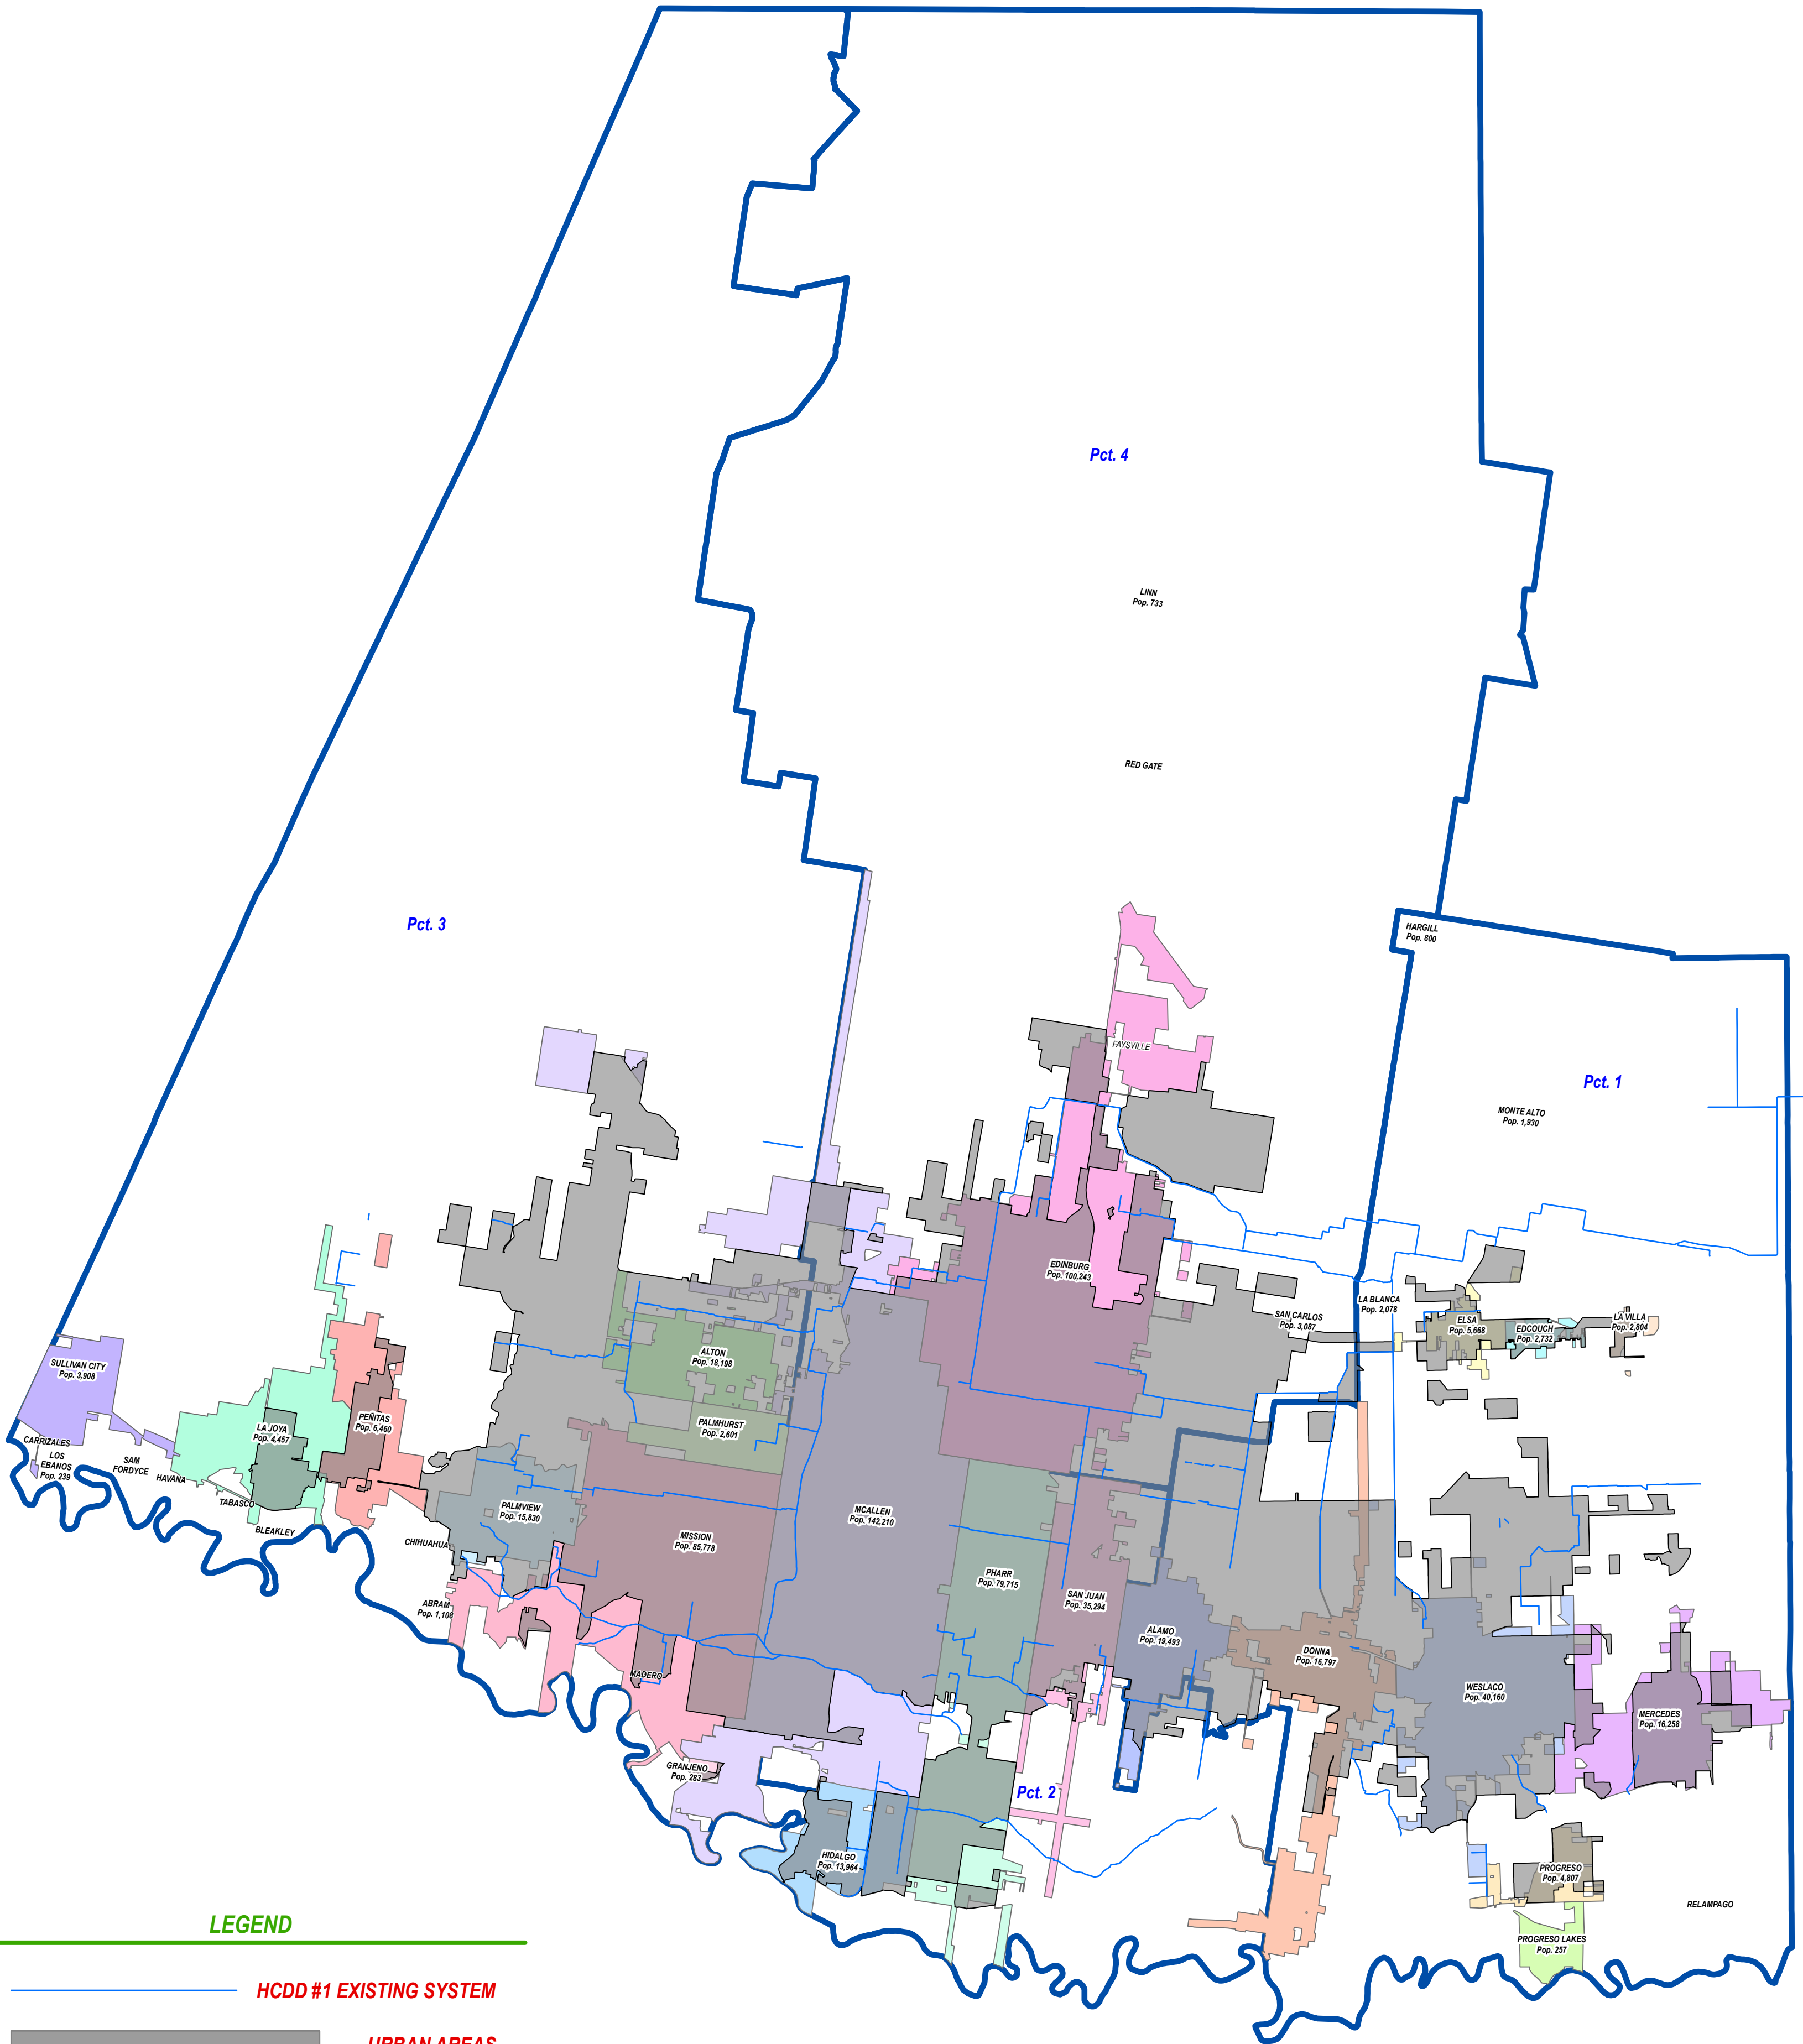 Pct. 4
LINN
Pop. 733
RED GATE
Pct. 3
HARGILL
Pop. 800
FAYSVILLE
Pct. 1
MONTE ALTO
Pop. 1,930
EDINBURG
Pop. 100,243
SAN CARLOS
Pop. 3,087
LA BLANCA
Pop. 2,078
ELSA
Pop. 5,668
EDCOUCH
Pop. 2,732
LA VILLA
Pop. 2,804
SULLIVAN CITY
Pop. 3,908
ALTON
Pop. 18,198
PALMHURST
Pop. 2,601
PEÑITAS
Pop. 6,460
LA JOYA
Pop. 4,457
CARRIZALES
LOS
EBANOS
Pop. 239
SAM
FORDYCE
HAVANA
TABASCO
BLEAKLEY
CHIHUAHUA
PALMVIEW
Pop. 15,830
MISSION
Pop. 85,778
MCALLEN
Pop. 142,210
PHARR
Pop. 79,715
SAN JUAN
Pop. 35,294
ABRAM
Pop. 1,108
ALAMO
Pop. 19,493
DONNA
Pop. 16,797
WESLACO
Pop. 40,160
MERCEDES
Pop. 16,258
MADERO
GRANJENO
Pop. 283
Pct. 2
HIDALGO
Pop. 13,964
PROGRESO
Pop. 4,807
RELAMPAGO
PROGRESO LAKES
Pop. 257
LEGEND
HCDD #1 EXISTING SYSTEM
URBAN AREAS